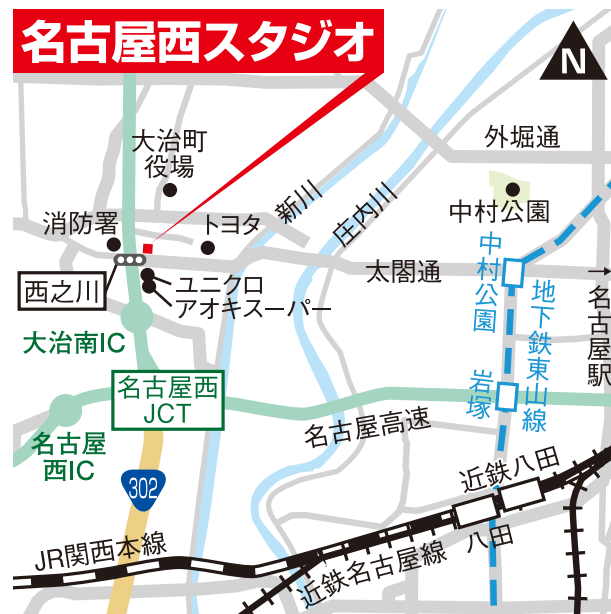 名古屋西スタジオ
N
大治町
役場
外堀通
新川
庄内川
中村公園
消防署
トヨタ
太閤通
中村公園
→名古屋駅
西之川
ユニクロ
アオキスーパー
地下鉄東山線
大治南IC
岩塚
名古屋西
JCT
名古屋高速
名古屋
西IC
302
近鉄八田
八田
JR関西本線
近鉄名古屋線